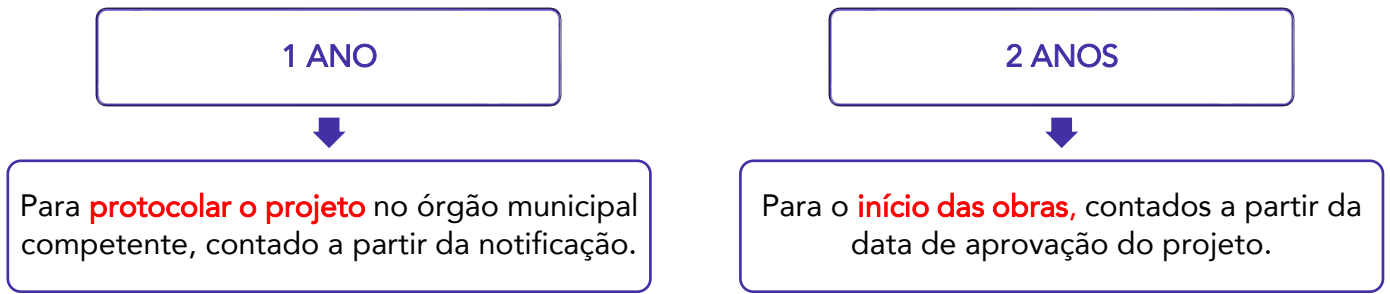 1 ANO
Para protocolar o projeto no órgão municipal
competente, contado a partir da notificação.
2 ANOS
Para o início das obras, contados a partir da
data de aprovação do projeto.